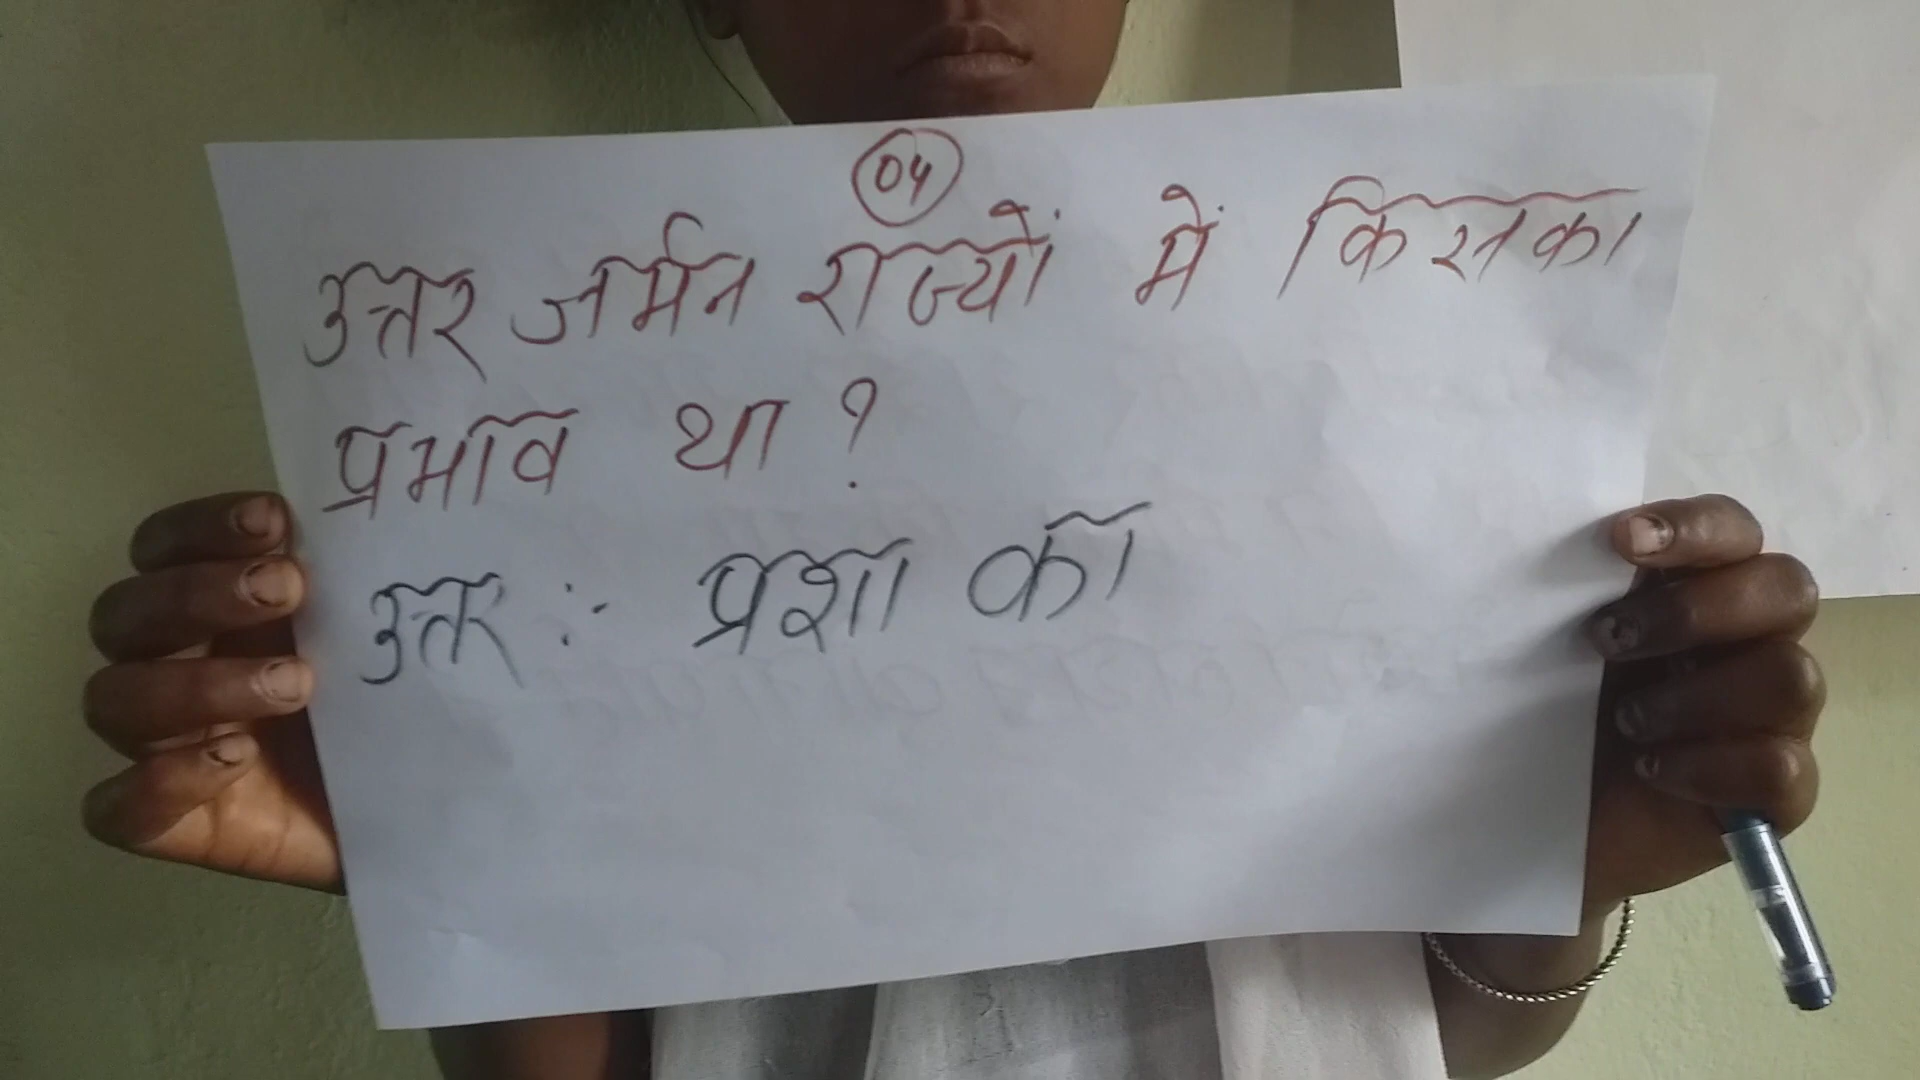 04
उत्तर जर्मन राज्यों में किसका
प्रभाव था ?
उत्तर :- प्रशा का